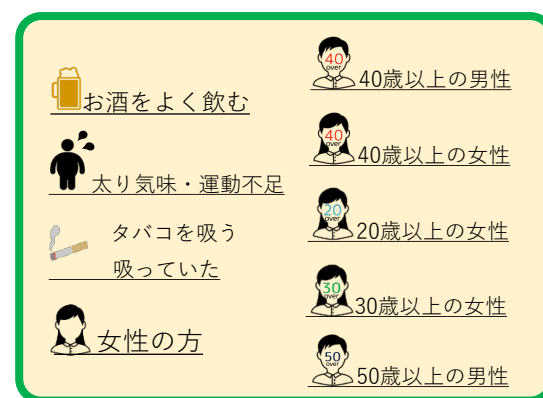 お酒をよく飲む
太り気味・運動不足
タバコを吸う
吸っていた
女性の方
40
over
40歳以上の男性
40
over
40歳以上の女性
20
over
20歳以上の女性
30
over
30歳以上の女性
50
over
50歳以上の男性